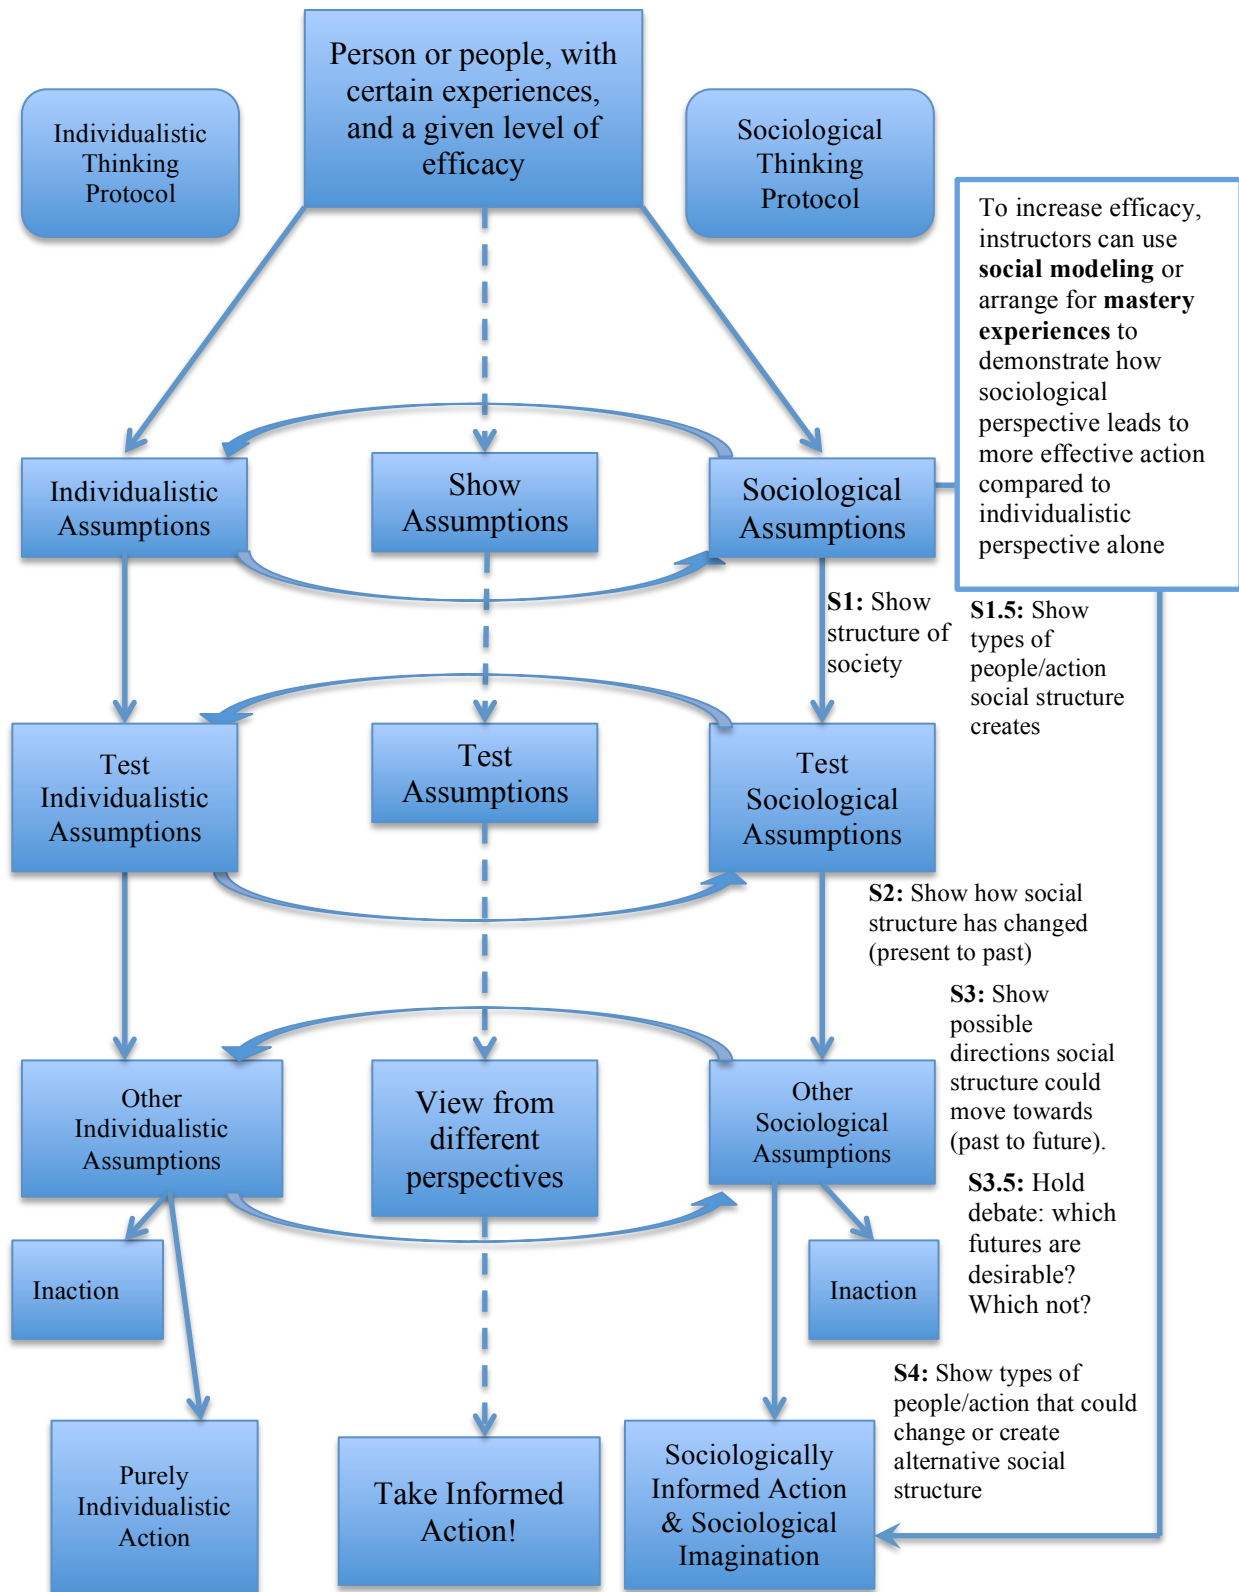 Person or people, with
certain experiences,
and a given level of
efficacy
Individualistic
Thinking
Protocol
Sociological
Thinking
Protocol
To increase efficacy,
instructors can use
social modeling or
arrange for mastery
experiences to
demonstrate how
sociological
perspective leads to
more effective action
compared to
individualistic
perspective alone
Individualistic
Assumptions
Show
Assumptions
Sociological
Assumptions
S1: Show
structure of
society
S1.5: Show
types of
people/action
social structure
creates
Test
Individualistic
Assumptions
Test
Assumptions
Test
Sociological
Assumptions
S2: Show how social
structure has changed
(present to past)
S3: Show
possible
directions social
structure could
move towards
(past to future).
Other
Individualistic
Assumptions
View from
different
perspectives
Other
Sociological
Assumptions
S3.5: Hold
debate: which
futures are
desirable?
Which not?
Inaction
Inaction
S4: Show types of
people/action that could
change or create
alternative social
structure
Purely
Individualistic
Action
Take Informed
Action!
Sociologically
Informed Action
& Sociological
Imagination